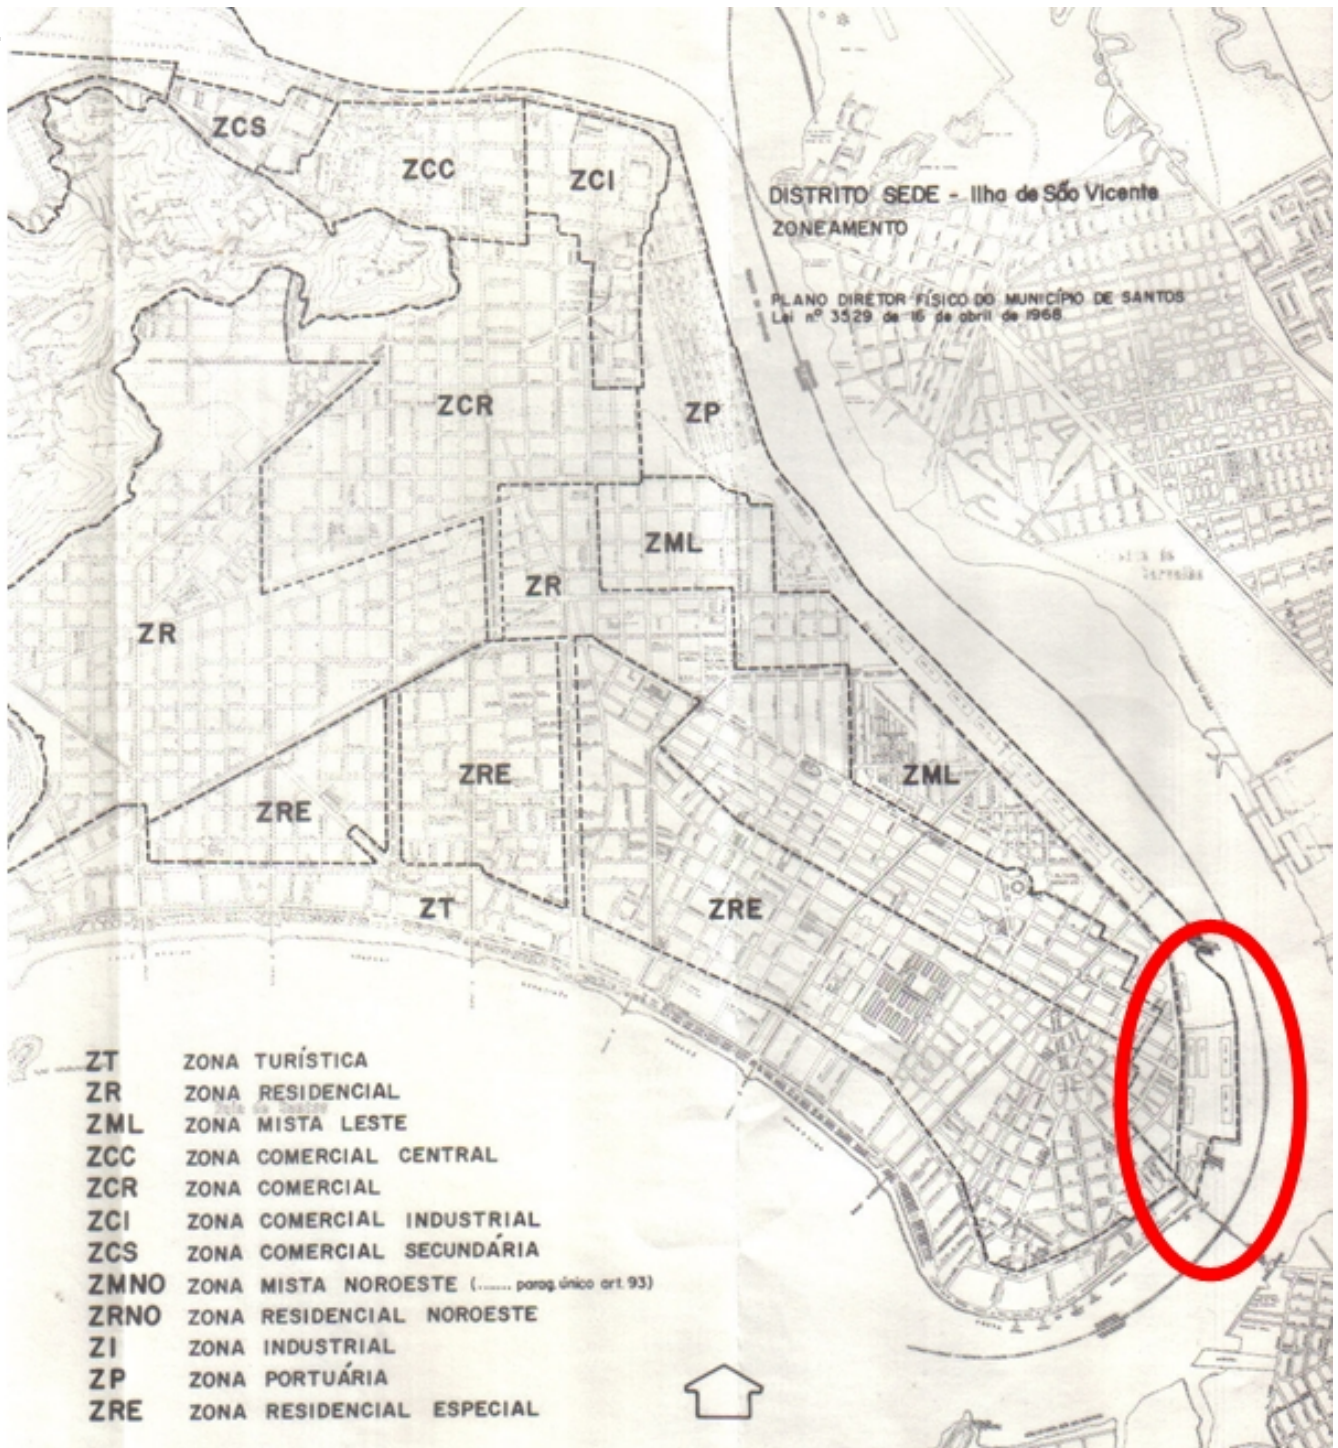 ZCS
ZCC
ZCI
DISTRITO SEDE - Ilha de São Vicente
ZONEAMENTO
PLANO DIRETOR FÍSICO DO MUNICÍPIO DE SANTOS
Lei nº 3529 de 16 de abril de 1968
ZCR
ZP
ZML
ZR
ZR
ZRE
ZML
ZRE
ZRE
ZT
ZT ZONA TURÍSTICA
ZR ZONA RESIDENCIAL
ZML ZONA MISTA LESTE
ZCC ZONA COMERCIAL CENTRAL
ZCR ZONA COMERCIAL
ZCI ZONA COMERCIAL INDUSTRIAL
ZCS ZONA COMERCIAL SECUNDÁRIA
ZMNO ZONA MISTA NOROESTE (...... parag. único art. 93)
ZRNO ZONA RESIDENCIAL NOROESTE
ZI ZONA INDUSTRIAL
ZP ZONA PORTUÁRIA
ZRE ZONA RESIDENCIAL ESPECIAL